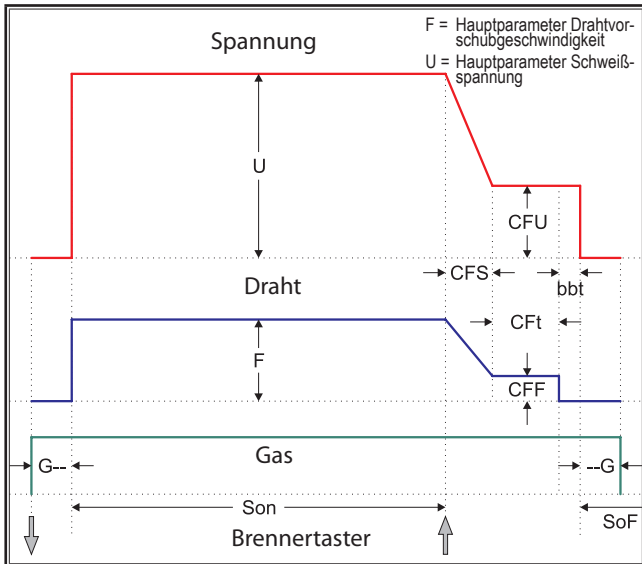 Spannung
F = Hauptparameter Drahtvor-
schubgeschwindigkeit
U = Hauptparameter Schweiß-
spannung
U
CFU
CFS
bbt
Draht
CFt
F
CFF
Gas
G--
--G
Son
SoF
Brennertaster